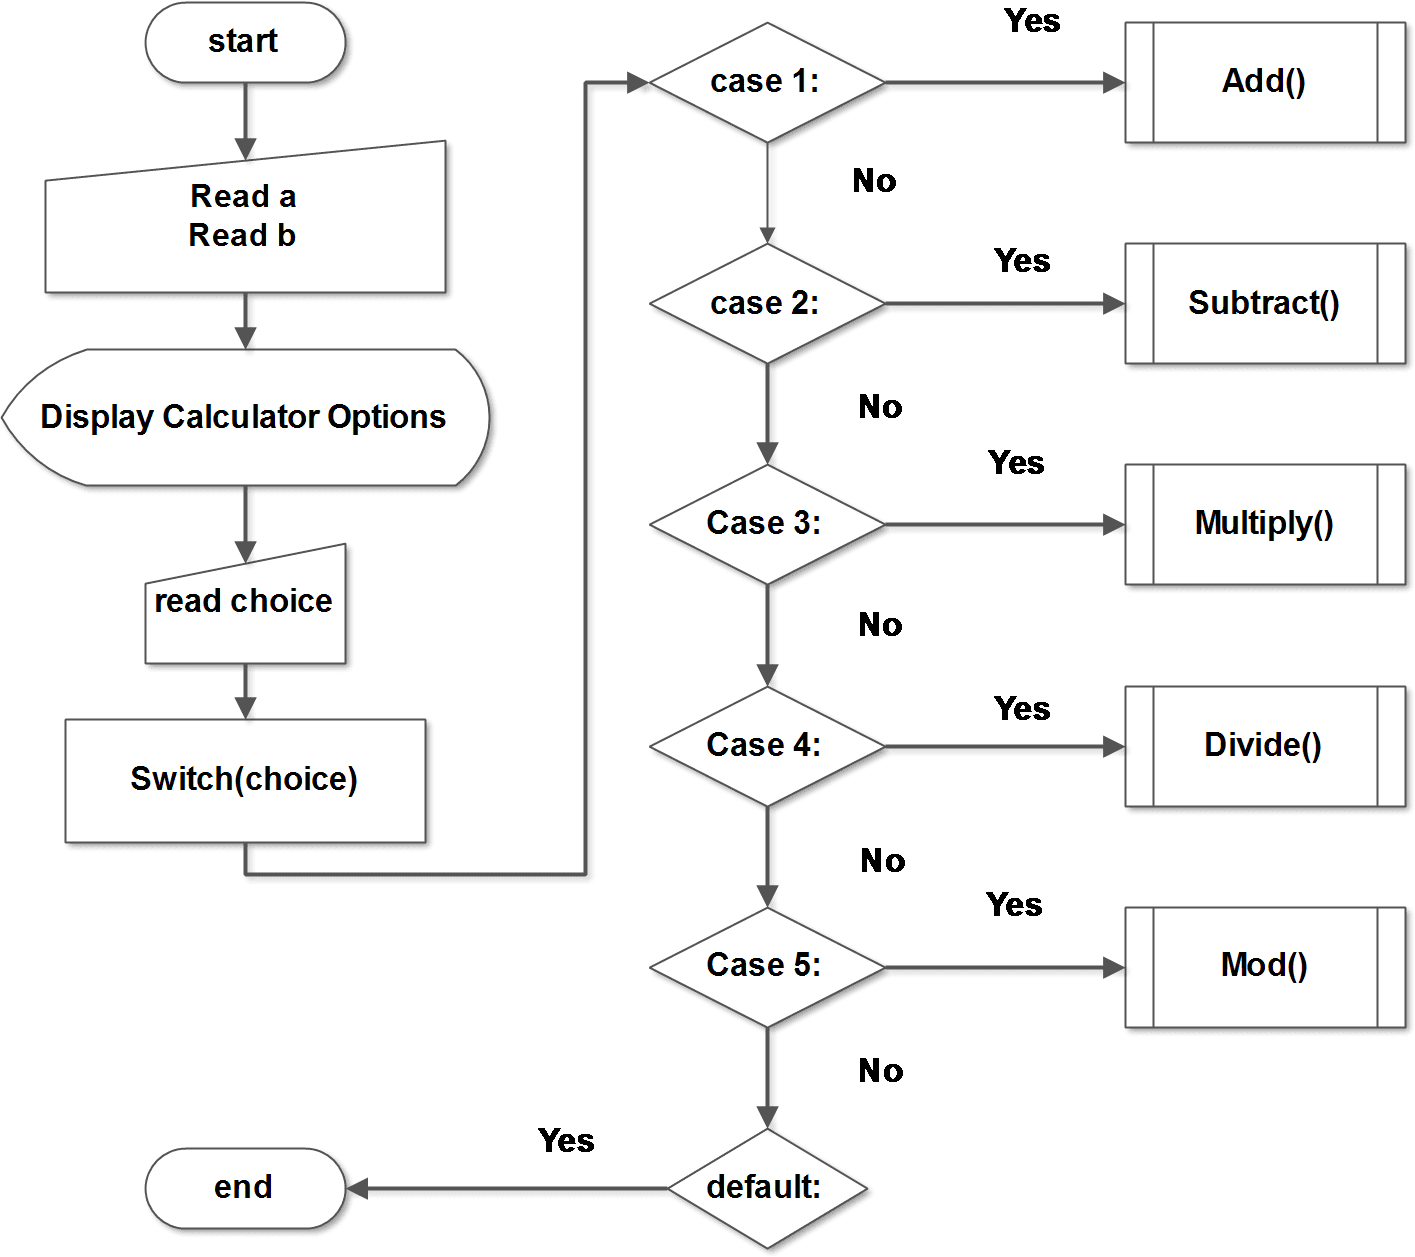 start
Read a
Read b
Display Calculator Options
read choice
Switch(choice)
case 1:
Yes
Add()
No
case 2:
Yes
Subtract()
No
Case 3:
Yes
Multiply()
No
Case 4:
Yes
Divide()
No
Case 5:
Yes
Mod()
No
default:
Yes
end